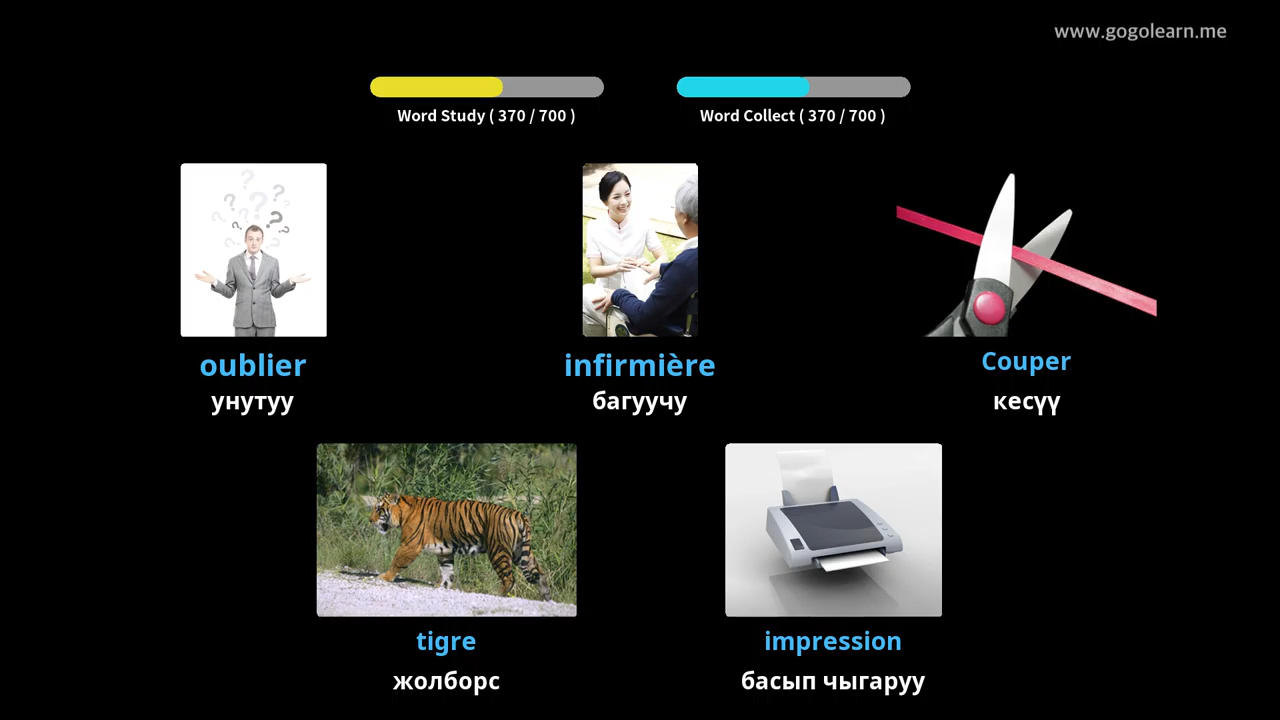 www.gogolearn.me
Word Study ( 370 / 700 )
Word Collect ( 370 / 700 )
oublier
унутуу
infirmière
багуучу
Couper
кесүү
tigre
жолборс
impression
басып чыгаруу